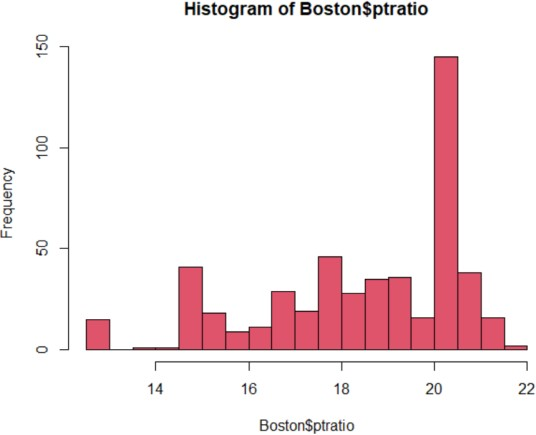 Histogram of Boston$ptratio
150
100
50
0
Frequency
14 16 18 20 22
Boston$ptratio